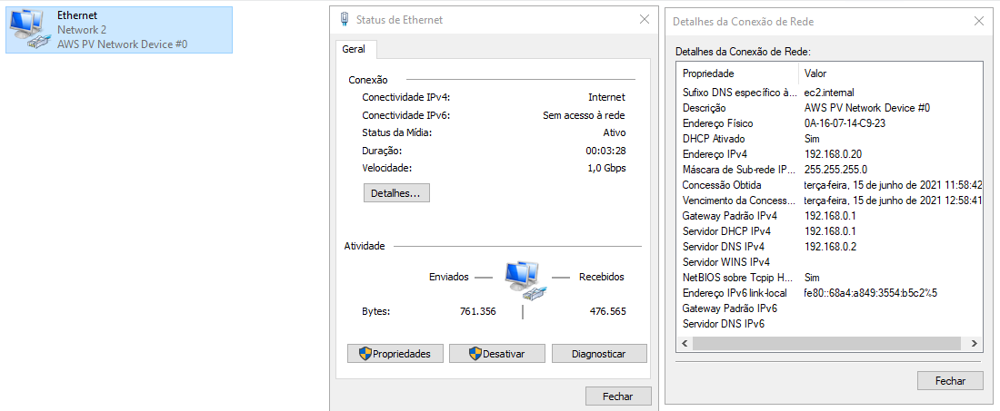 Ethernet
Network 2
AWS PV Network Device #0
Status de Ethernet
Geral
Conexão
Conectividade IPv4: Internet
Conectividade IPv6: Sem acesso à rede
Status da Mídia: Ativo
Duração: 00:03:28
Velocidade: 1,0 Gbps
Detalhes...
Atividade
Enviados Recebidos
Bytes: 761.356 476.565
Propriedades Desativar Diagnosticar
Fechar
Detalhes da Conexão de Rede
Detalhes da Conexão de Rede:
Propriedade Valor
Sufixo DNS específico à... ec2.internal
Descrição AWS PV Network Device #0
Endereço Físico 0A-16-07-14-C9-23
DHCP Ativado Sim
Endereço IPv4 192.168.0.20
Máscara de Sub-rede IP... 255.255.255.0
Concessão Obtida terça-feira, 15 de junho de 2021 11:58:42
Vencimento da Concess... terça-feira, 15 de junho de 2021 12:58:41
Gateway Padrão IPv4 192.168.0.1
Servidor DHCP IPv4 192.168.0.1
Servidor DNS IPv4 192.168.0.2
Servidor WINS IPv4
NetBIOS sobre Tcpip H... Sim
Endereço IPv6 link-local fe80::68a4:a849:3554:b5c2%5
Gateway Padrão IPv6
Servidor DNS IPv6
Fechar